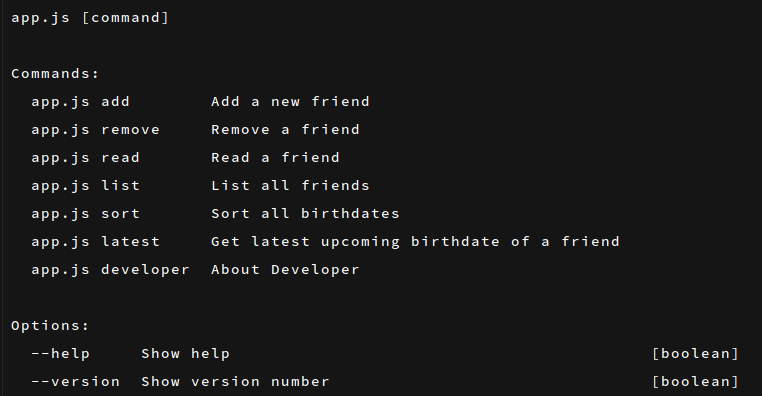 app.js [command]
Commands:
app.js add Add a new friend
app.js remove Remove a friend
app.js read Read a friend
app.js list List all friends
app.js sort Sort all birthdates
app.js latest Get latest upcoming birthdate of a friend
app.js developer About Developer
Options:
--help Show help [boolean]
--version Show version number [boolean]